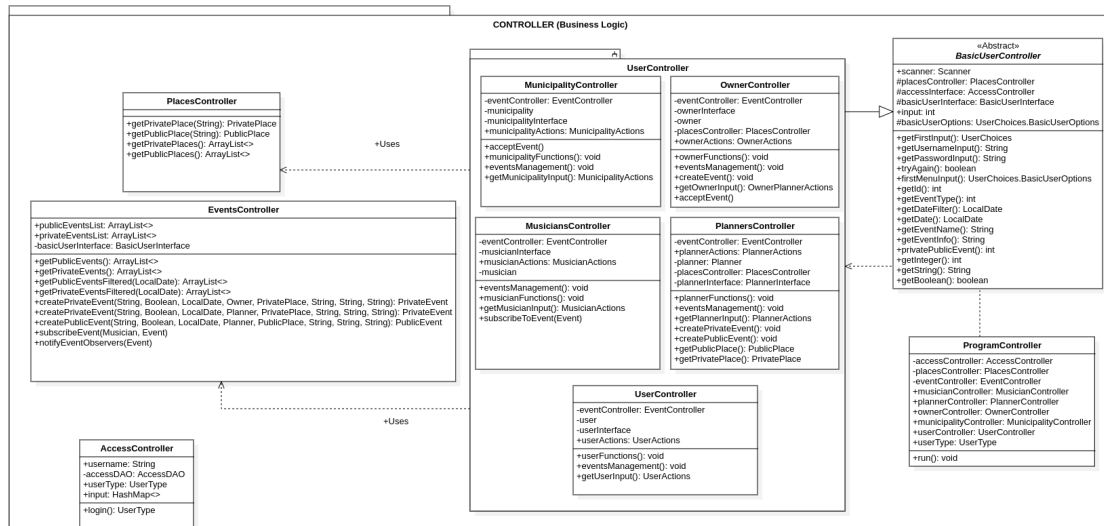 CONTROLLER (Business Logic)
PlacesController
+getPrivatePlace(String): PrivatePlace
+getPublicPlace(String): PublicPlace
+getPrivatePlaces(): ArrayList<>
+getPublicPlaces(): ArrayList<>
+Uses
EventsController
+publicEventsList: ArrayList<>
+privateEventsList: ArrayList<>
-basicUserInterface: BasicUserInterface
+getPublicEvents(): ArrayList<>
+getPrivateEvents(): ArrayList<>
+getPublicEventsFiltered(LocalDate): ArrayList<>
+getPrivateEventsFiltered(LocalDate): ArrayList<>
+createPrivateEvent(String, Boolean, LocalDate, Owner, PrivatePlace, String, String, String): PrivateEvent
+createPrivateEvent(String, Boolean, LocalDate, Planner, PrivatePlace, String, String, String): PrivateEvent
+createPublicEvent(String, Boolean, LocalDate, Planner, PublicPlace, String, String, String): PublicEvent
+subscribeEvent(Musician, Event)
+notifyEventObservers(Event)
+Uses
AccessController
+username: String
-accessDAO: AccessDAO
+userType: UserType
+input: HashMap<>
+login(): UserType
UserController
MunicipalityController
-eventController: EventController
-municipality
-municipalityInterface
+municipalityActions: MunicipalityActions
+acceptEvent()
+municipalityFunctions(): void
+eventsManagement(): void
+getMunicipalityInput(): MunicipalityActions
OwnerController
-eventController: EventController
-ownerInterface
-owner
-placesController: PlacesController
+ownerActions: OwnerActions
+ownerFunctions(): void
+eventsManagement(): void
+createEvent(): void
+getOwnerInput(): OwnerPlannerActions
+acceptEvent()
MusiciansController
-eventController: EventController
-musicianInterface
+musicianActions: MusicianActions
-musician
+eventsManagement(): void
+musicianFunctions(): void
+getMusicianInput(): MusicianActions
+subscribeToEvent(Event)
PlannersController
-eventController: EventController
+plannerActions: PlannerActions
-planner: Planner
-placesController: PlacesController
-plannerInterface: PlannerInterface
+plannerFunctions(): void
+eventsManagement(): void
+getPlannerInput(): PlannerActions
+createPrivateEvent(): void
+createPublicEvent(): void
+getPublicPlace(): PublicPlace
+getPrivatePlace(): PrivatePlace
UserController
-eventController: EventController
-user
-userInterface
+userActions: UserActions
+userFunctions(): void
+eventsManagement(): void
+getUserInput(): UserActions
«Abstract»
BasicUserController
+scanner: Scanner
#placesController: PlacesController
#accessInterface: AccessController
#basicUserInterface: BasicUserInterface
+input: int
#basicUserOptions: UserChoices.BasicUserOptions
+getFirstInput(): UserChoices
+getUsernameInput(): String
+getPasswordInput(): String
+tryAgain(): boolean
+firstMenuInput(): UserChoices.BasicUserOptions
+getId(): int
+getEventType(): int
+getDateFilter(): LocalDate
+getDate(): LocalDate
+getEventName(): String
+getEventInfo(): String
+privatePublicEvent(): int
+getInteger(): int
+getString(): String
+getBoolean(): boolean
ProgramController
-accessController: AccessController
-placesController: PlacesController
-eventController: EventController
+musicianController: MusicianController
+plannerController: PlannerController
+ownerController: OwnerController
+municipalityController: MunicipalityController
+userController: UserController
+userType: UserType
+run(): void